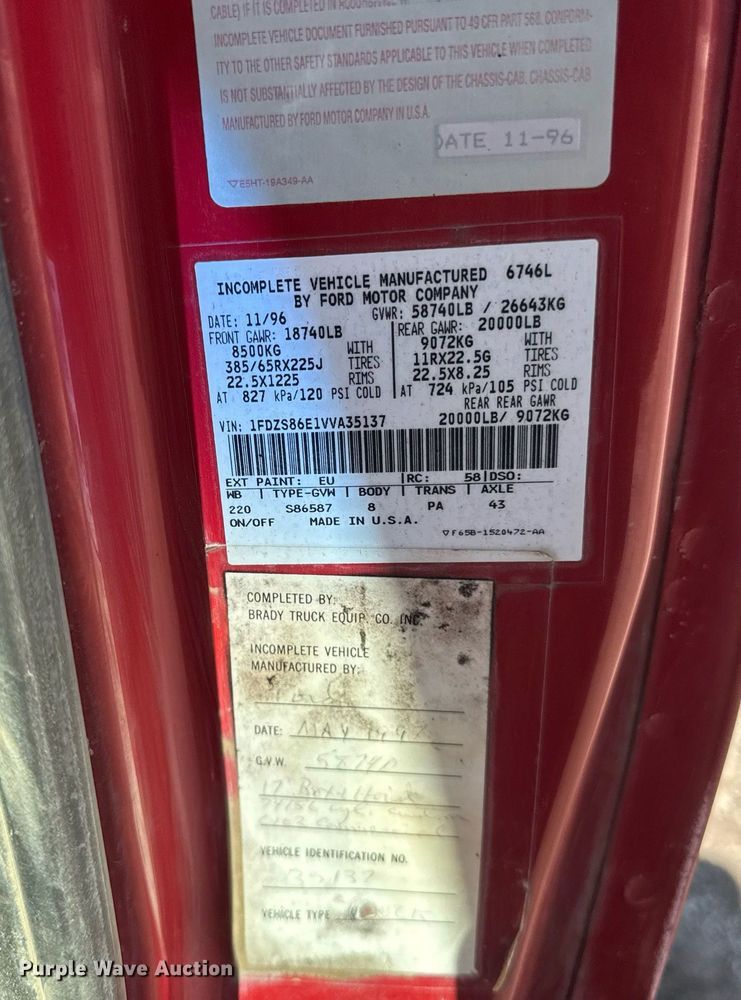 CABLE) IF IT IS COMPLETED IN ACCORDANCE
INCOMPLETE VEHICLE DOCUMENT FURNISHED PURSUANT TO 49 CFR PART 568. CONFORM-
ITY TO THE OTHER SAFETY STANDARDS APPLICABLE TO THIS VEHICLE WHEN COMPLETED
IS NOT SUBSTANTIALLY AFFECTED BY THE DESIGN OF THE CHASSIS-CAB. CHASSIS-CAB
MANUFACTURED BY FORD MOTOR COMPANY IN U.S.A.
DATE 11-96
E5HT-19A349-AA
INCOMPLETE VEHICLE MANUFACTURED 6746L
BY FORD MOTOR COMPANY
DATE: 11/96 GVWR: 58740LB / 26643KG
FRONT GAWR: 18740LB REAR GAWR: 20000LB
8500KG WITH 9072KG WITH
385/65RX225J TIRES 11RX22.5G TIRES
22.5X1225 RIMS 22.5X8.25 RIMS
AT 827 kPa/120 PSI COLD AT 724 kPa/105 PSI COLD
REAR REAR GAWR
VIN: 1FDZS86E1VVA35137 20000LB/ 9072KG
EXT PAINT: EU RC: 58 DSO:
WB TYPE-GVW BODY TRANS AXLE
220 S86587 8 PA 43
ON/OFF MADE IN U.S.A.
F65B-1520472-AA
COMPLETED BY:
BRADY TRUCK EQUIP. CO. INC.
INCOMPLETE VEHICLE
MANUFACTURED BY:
DATE: MAY 1997
G.V.W. 58740
VEHICLE IDENTIFICATION NO.
35137
VEHICLE TYPE
Purple Wave Auction